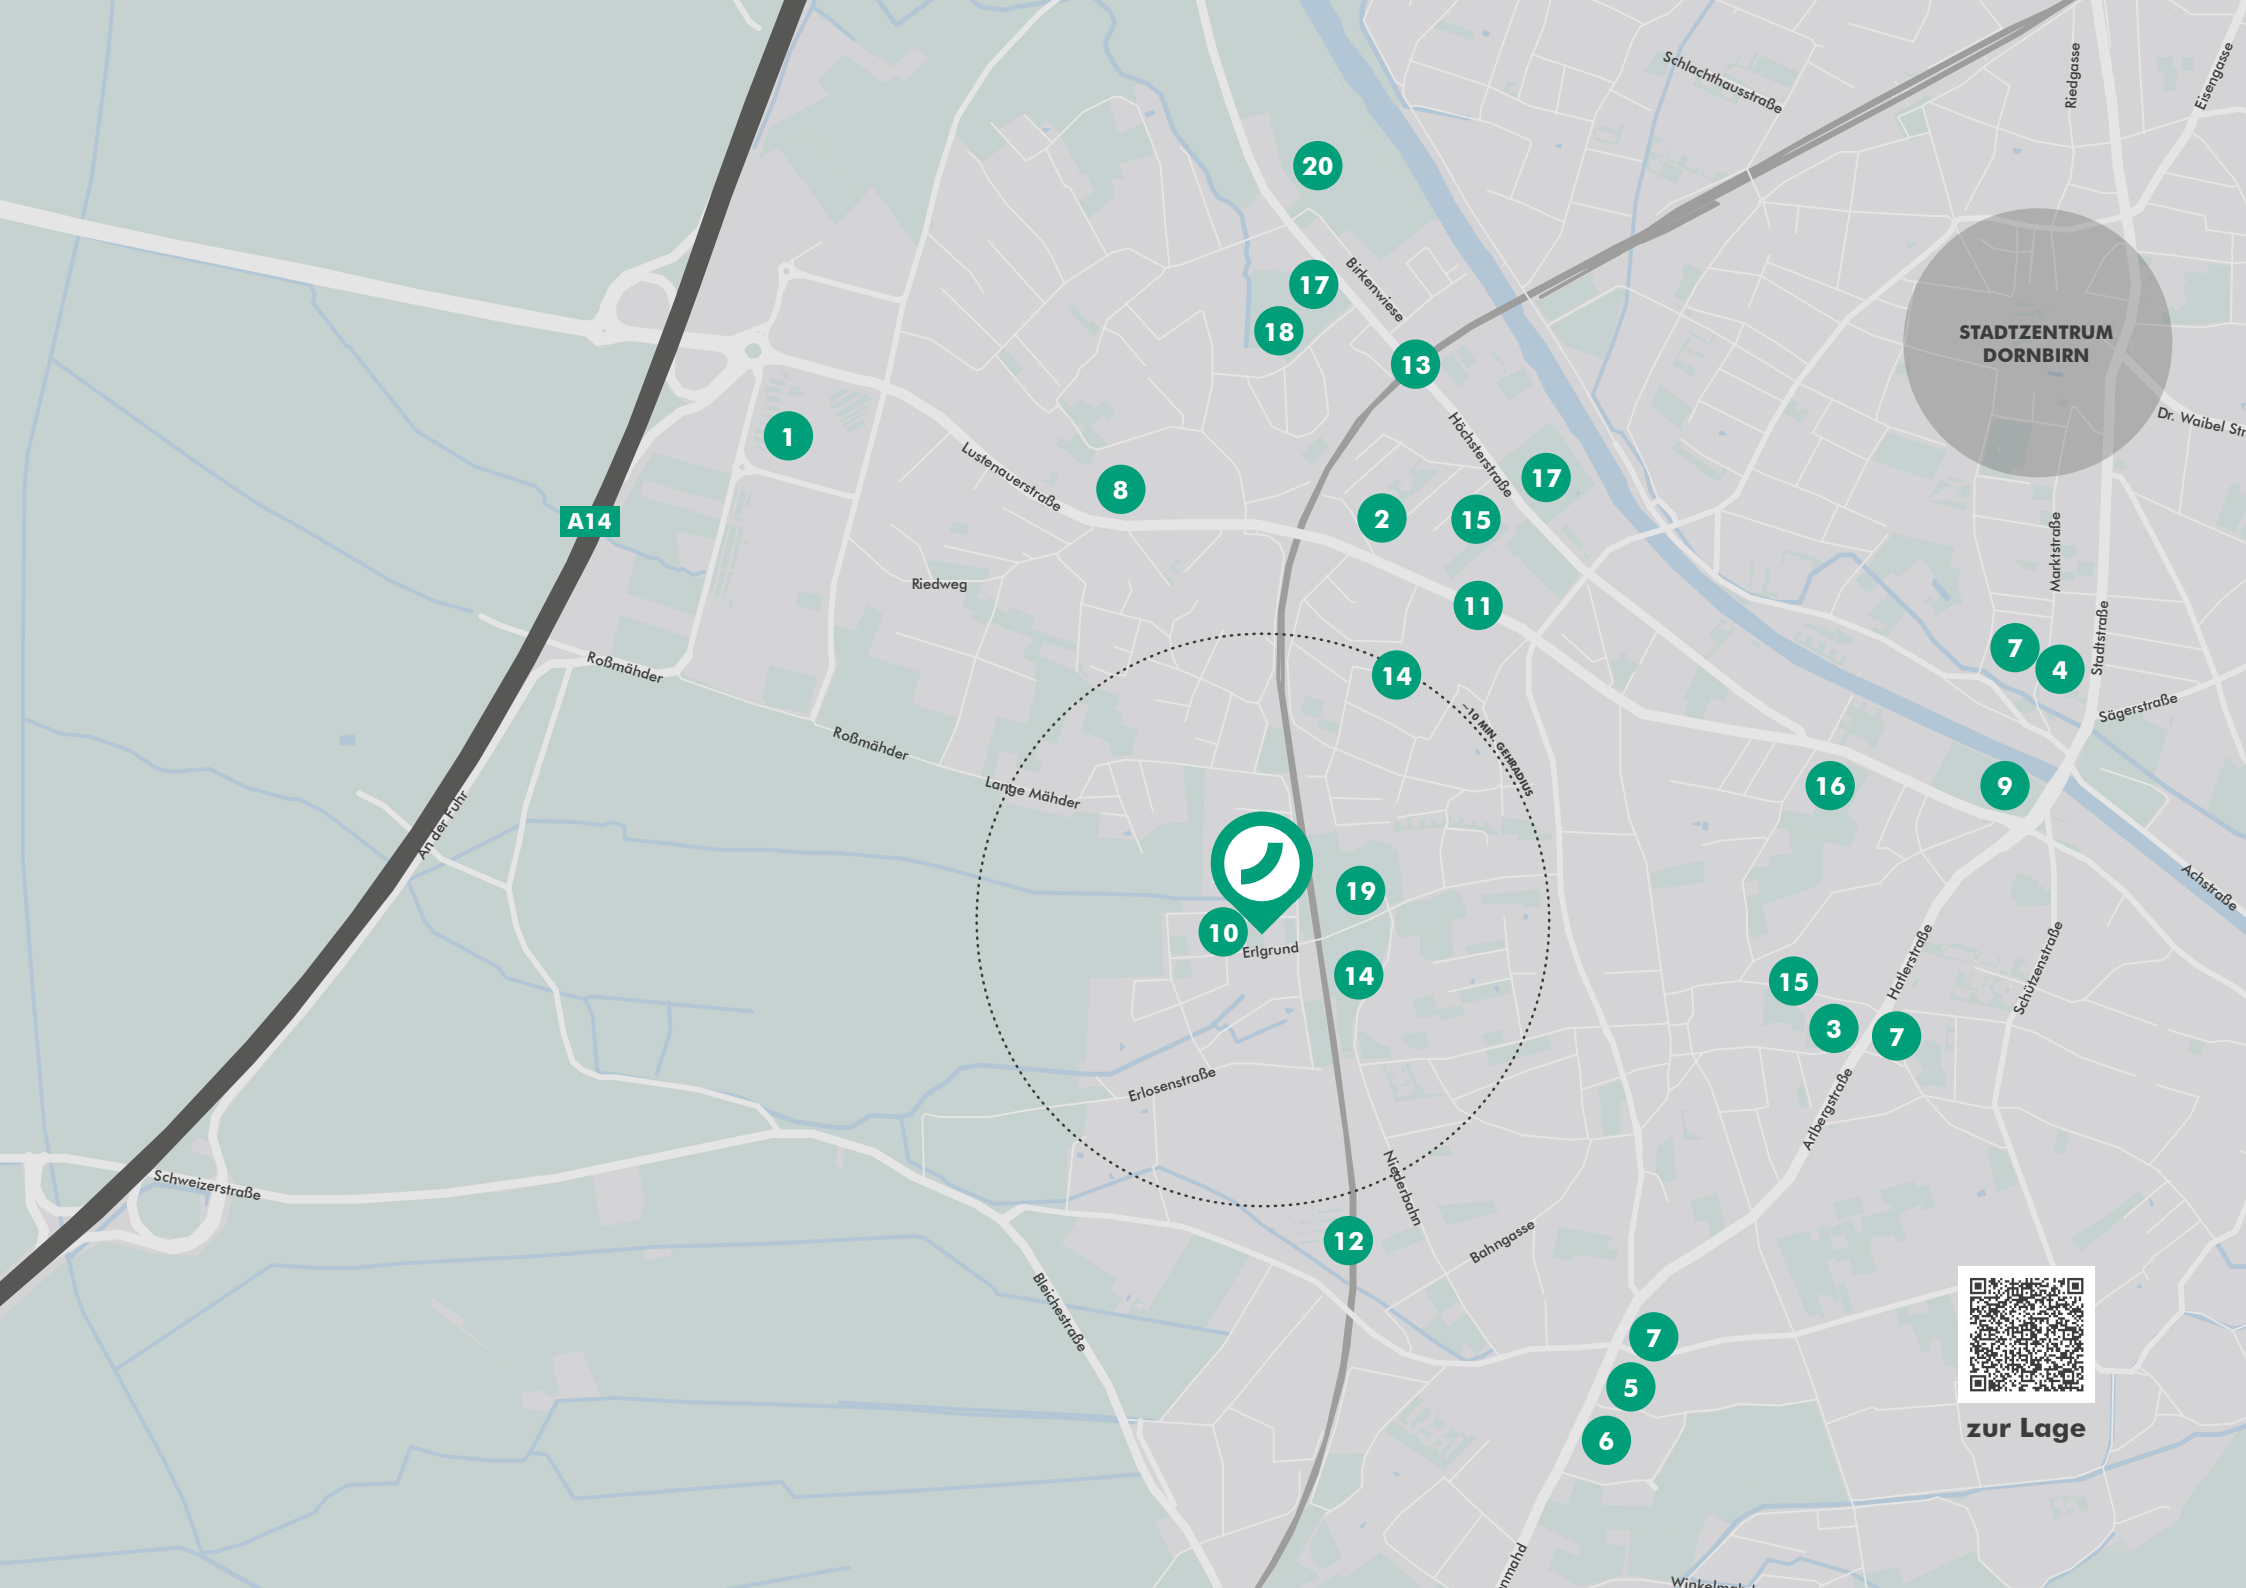 Schlachthausstraße
Riedgasse
Eisengasse
20
17
Birkenwiese
18
STADTZENTRUM
DORNBIRN
13
Dr. Waibel Str
1
Höchsterstraße
Lustenauerstraße
8
17
2
15
A14
Marktstraße
Riedweg
11
Stadtstraße
7
4
Roßmähder
14
Sägerstraße
~10 MIN. GEHRADIUS
Roßmähder
Lange Mähder
16
9
An der Fuhr
19
Achstraße
10
Erlgrund
Hatlerstraße
Schützenstraße
14
15
3
7
Erlosenstraße
Arlbergstraße
Schweizerstraße
Niederbahn
12
Bahngasse
Bleichestraße
7
5
zur Lage
6